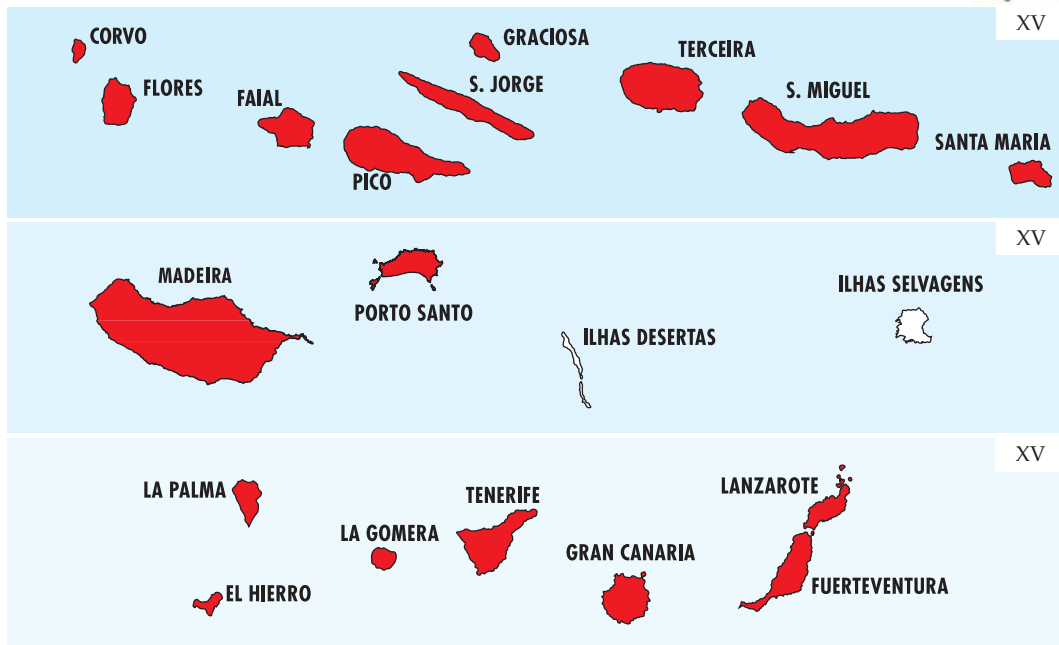 XV
CORVO
GRACIOSA
TERCEIRA
FLORES
S. JORGE
S. MIGUEL
FAIAL
SANTA MARIA
PICO
XV
MADEIRA
ILHAS SELVAGENS
PORTO SANTO
ILHAS DESERTAS
XV
LA PALMA
TENERIFE
LANZAROTE
LA GOMERA
GRAN CANARIA
EL HIERRO
FUERTEVENTURA